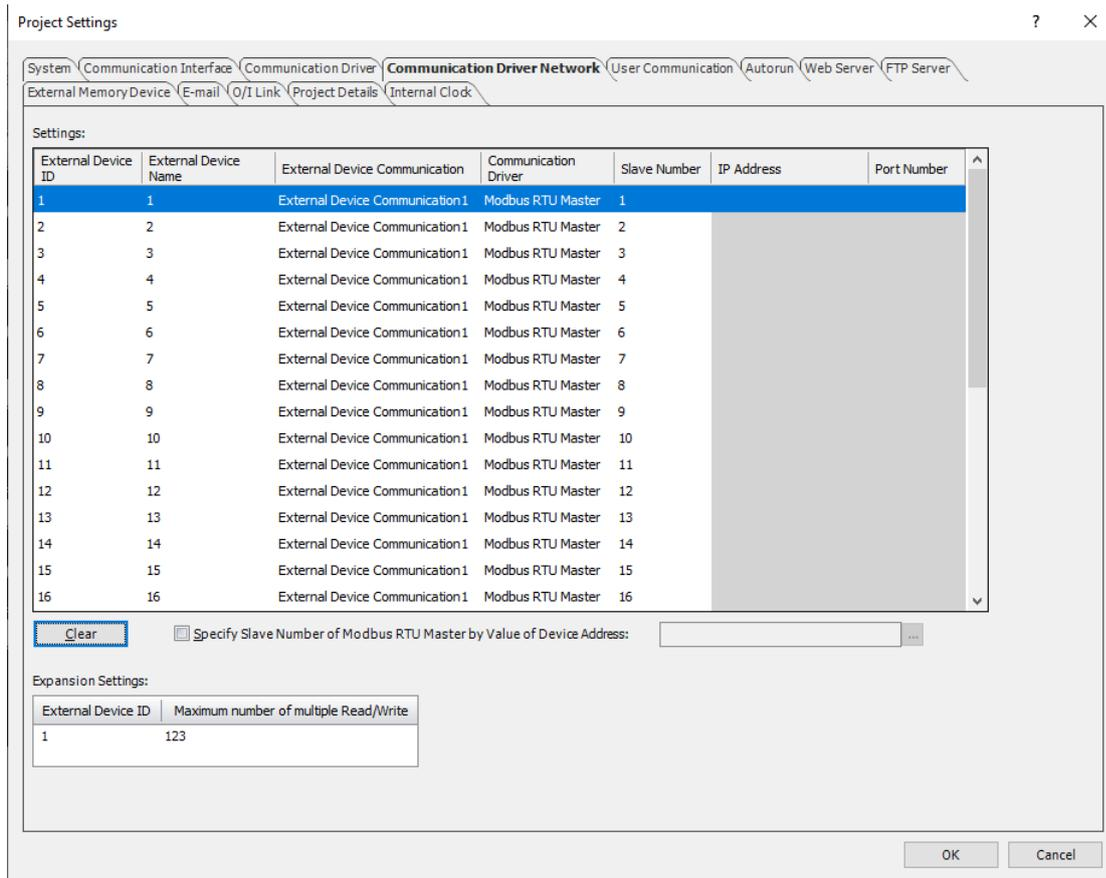 Project Settings
System Communication Interface Communication Driver Communication Driver Network User Communication Autorun Web Server FTP Server
External Memory Device E-mail O/I Link Project Details Internal Clock
Settings:
External Device ID External Device Name External Device Communication Communication Driver Slave Number IP Address Port Number
1 1 External Device Communication1 Modbus RTU Master 1
2 2 External Device Communication1 Modbus RTU Master 2
3 3 External Device Communication1 Modbus RTU Master 3
4 4 External Device Communication1 Modbus RTU Master 4
5 5 External Device Communication1 Modbus RTU Master 5
6 6 External Device Communication1 Modbus RTU Master 6
7 7 External Device Communication1 Modbus RTU Master 7
8 8 External Device Communication1 Modbus RTU Master 8
9 9 External Device Communication1 Modbus RTU Master 9
10 10 External Device Communication1 Modbus RTU Master 10
11 11 External Device Communication1 Modbus RTU Master 11
12 12 External Device Communication1 Modbus RTU Master 12
13 13 External Device Communication1 Modbus RTU Master 13
14 14 External Device Communication1 Modbus RTU Master 14
15 15 External Device Communication1 Modbus RTU Master 15
16 16 External Device Communication1 Modbus RTU Master 16
Clear Specify Slave Number of Modbus RTU Master by Value of Device Address: ...
Expansion Settings:
External Device ID Maximum number of multiple Read/Write
1 123
OK Cancel